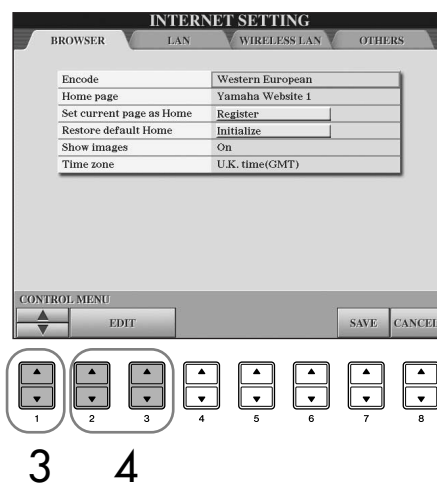 INTERNET SETTING
BROWSER LAN WIRELESS LAN OTHERS
Encode Western European
Home page Yamaha Website 1
Set current page as Home Register
Restore default Home Initialize
Show images On
Time zone U.K. time(GMT)
CONTROL MENU
EDIT SAVE CANCEL
1 2 3 4 5 6 7 8
3 4